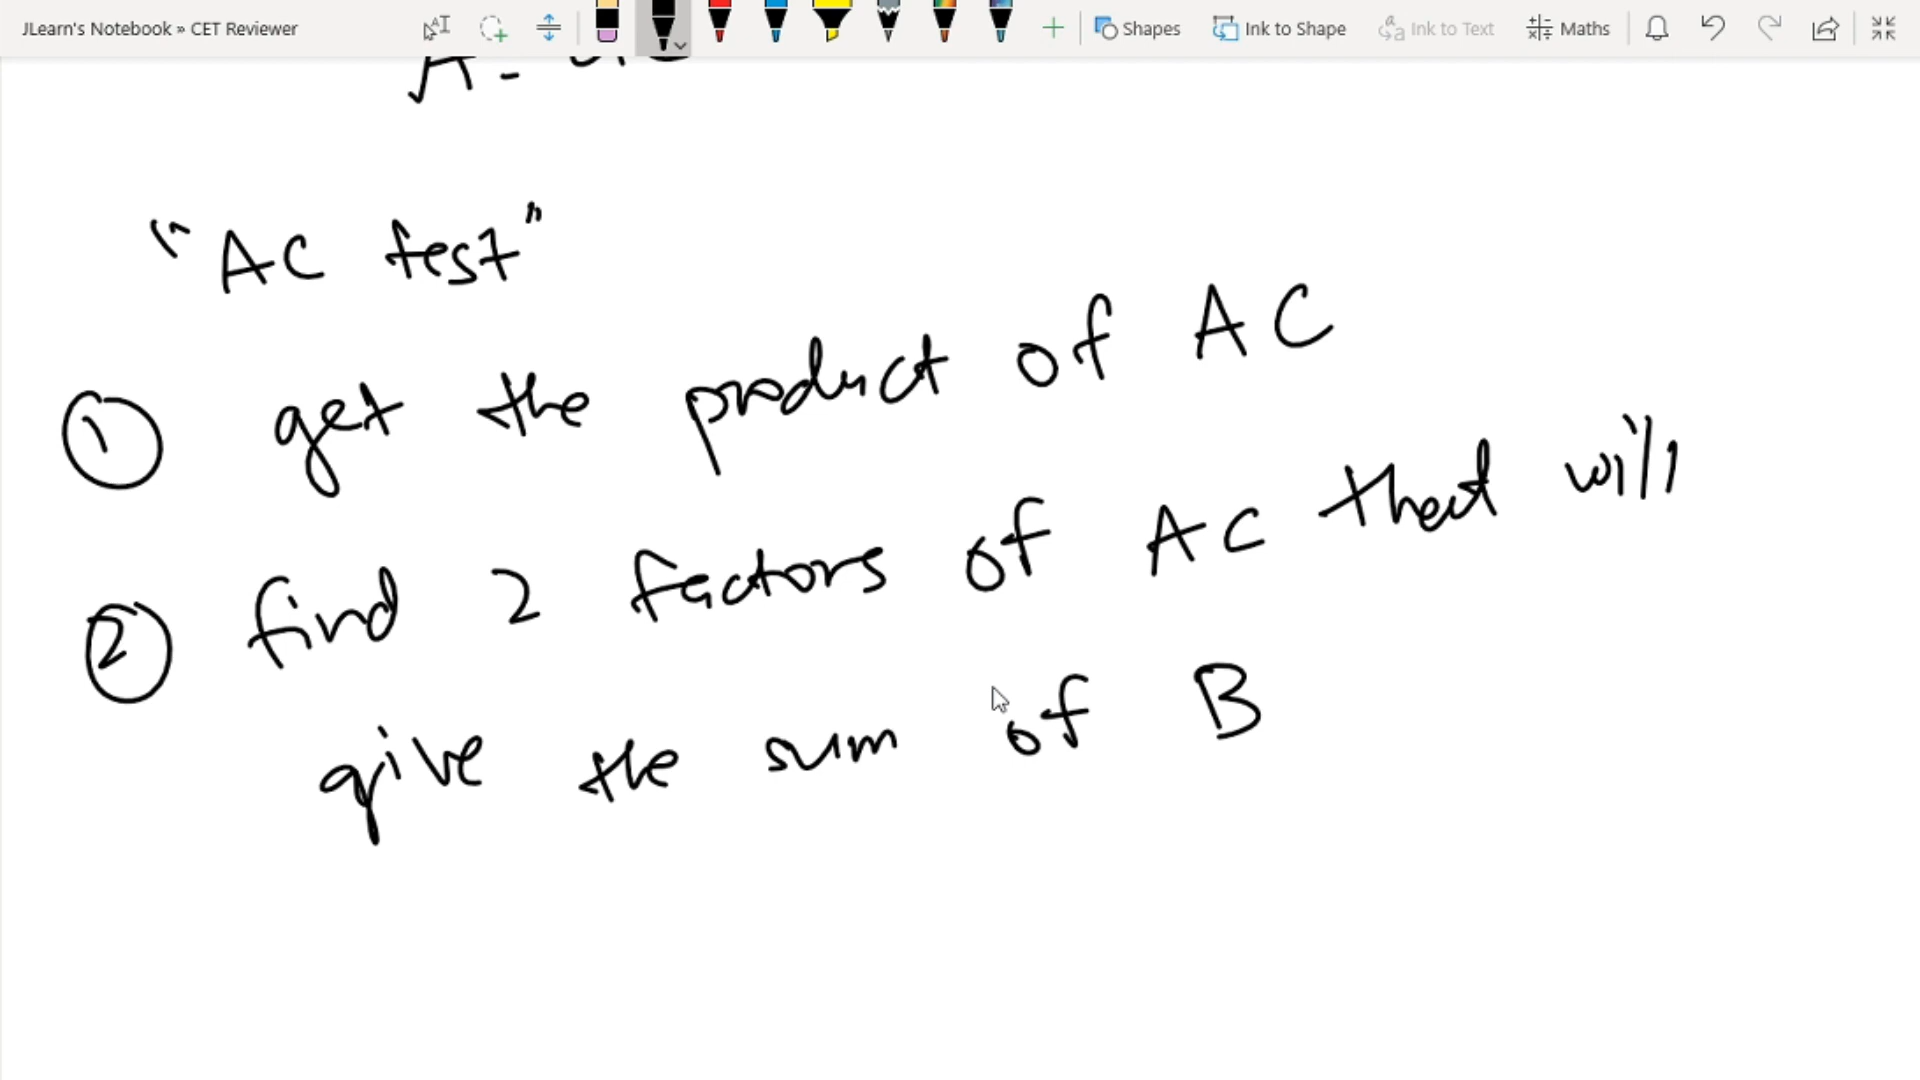 JLearn's Notebook » CET Reviewer
Shapes
Ink to Shape
Ink to Text
Maths
"AC test"
① get the product of AC
② find 2 factors of AC that will
give the sum of B